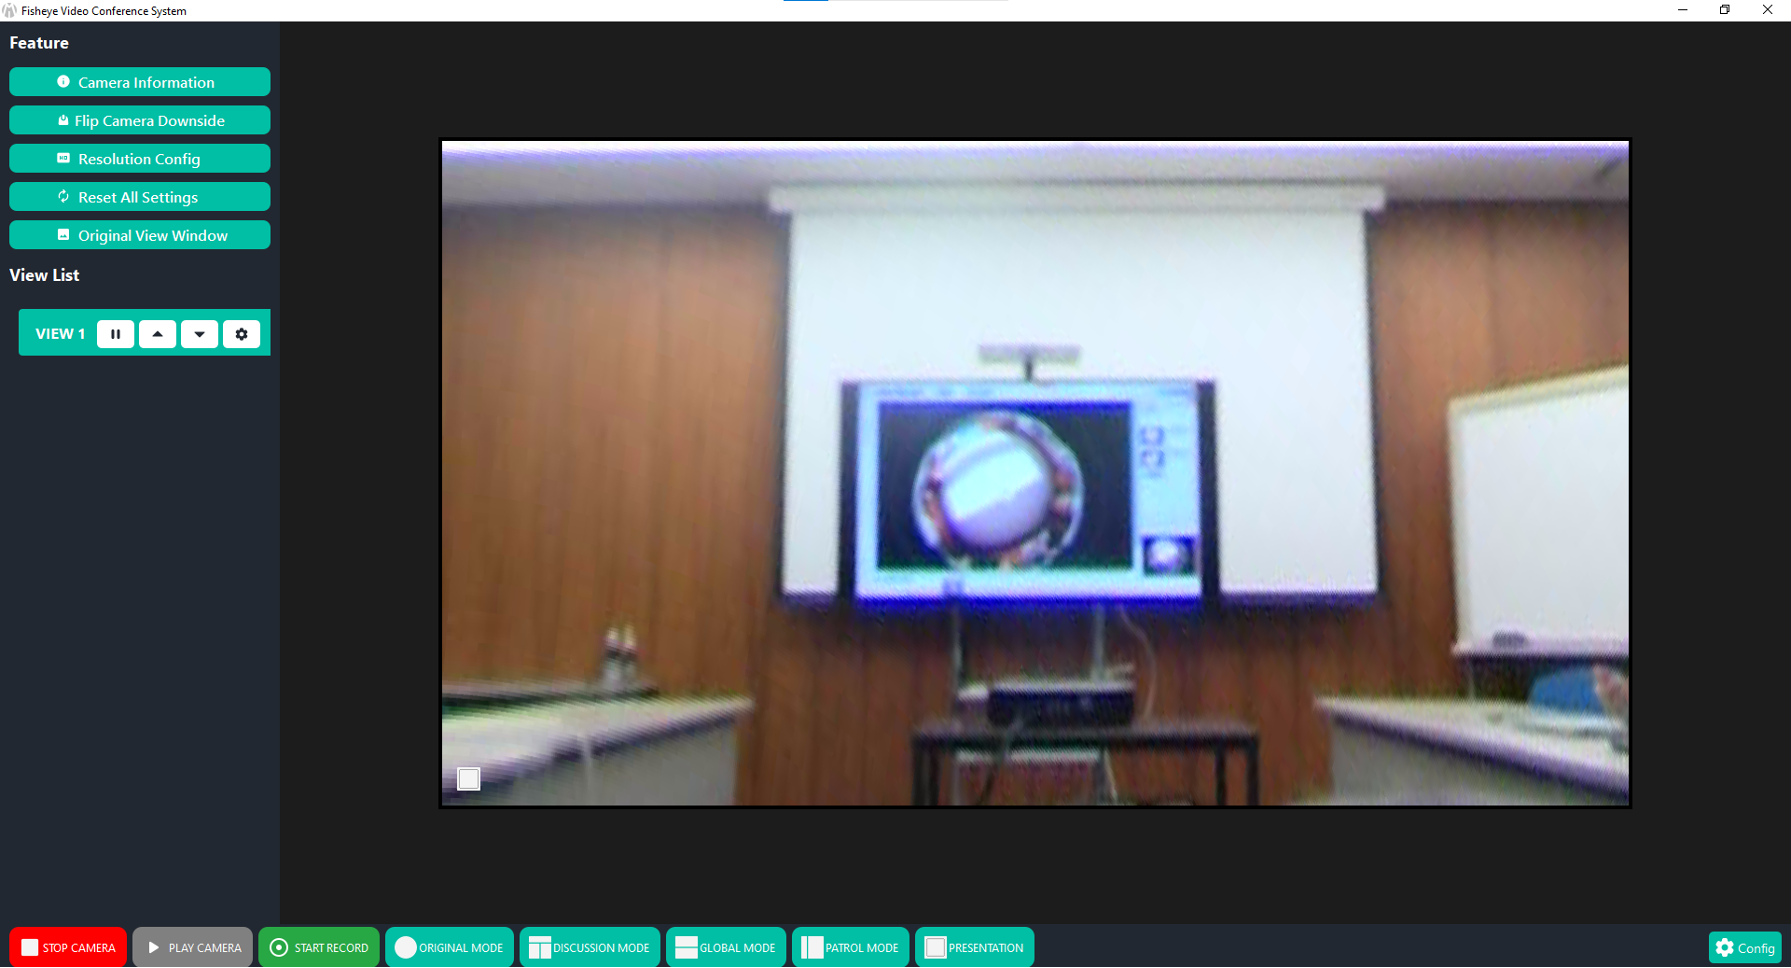 Fisheye Video Conference System
Feature
Camera Information
Flip Camera Downside
Resolution Config
Reset All Settings
Original View Window
View List
VIEW 1
STOP CAMERA
PLAY CAMERA
START RECORD
ORIGINAL MODE
DISCUSSION MODE
GLOBAL MODE
PATROL MODE
PRESENTATION
Config